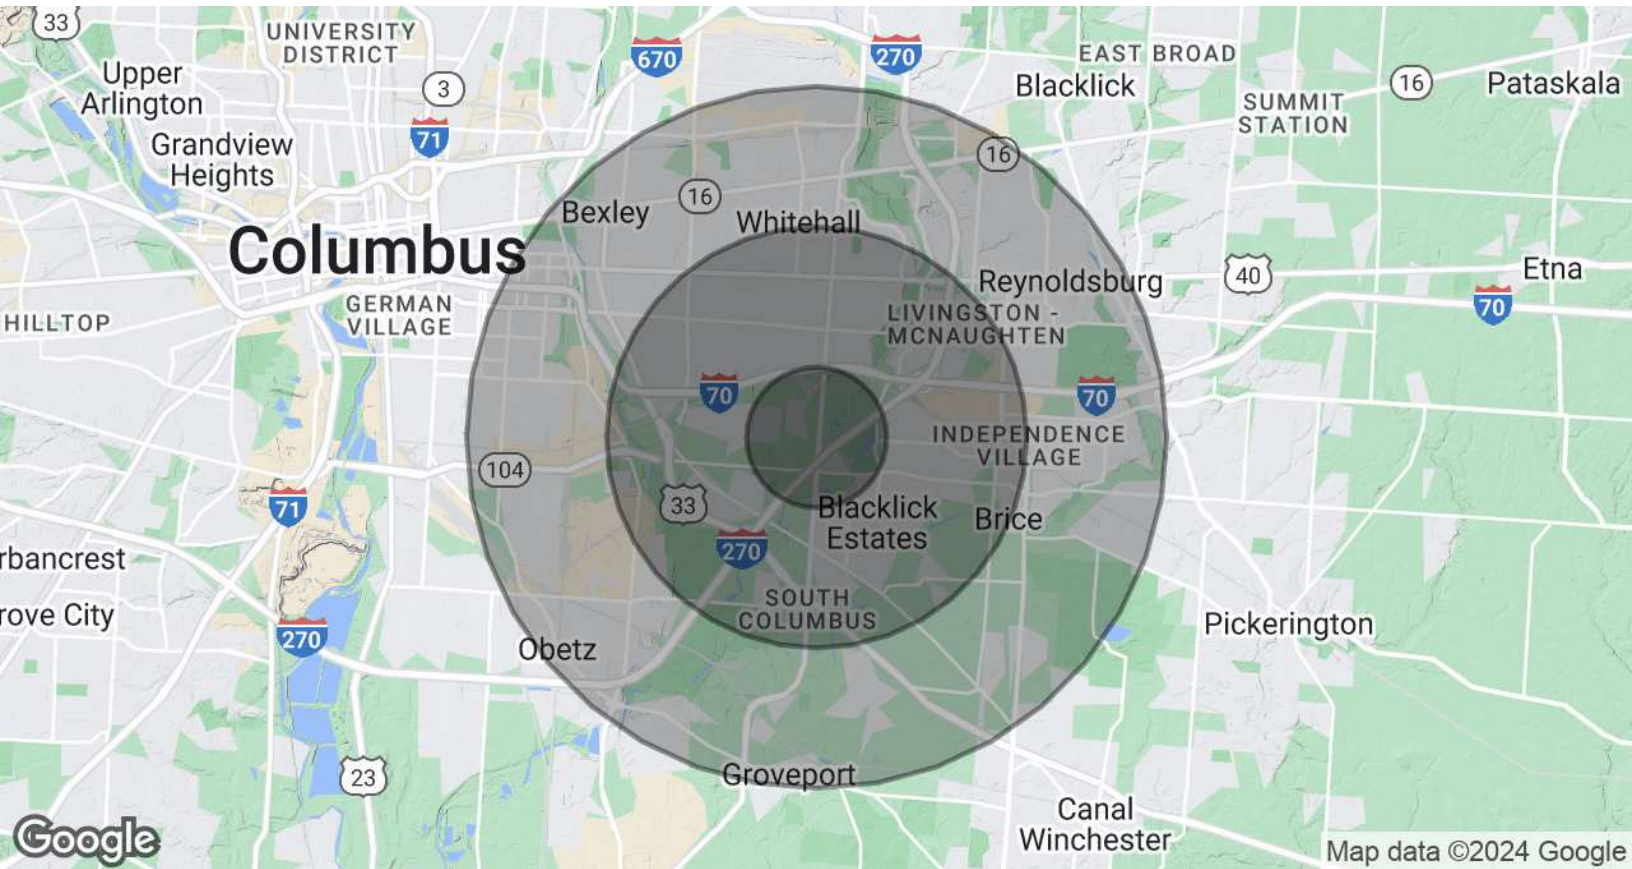 33
UNIVERSITY
DISTRICT
670
270
EAST BROAD
Upper
Arlington
3
Blacklick
16
Pataskala
SUMMIT
STATION
71
Grandview
Heights
16
16
Bexley
Whitehall
Columbus
Reynoldsburg
40
Etna
HILLTOP
GERMAN
VILLAGE
LIVINGSTON -
MCNAUGHTEN
70
70
70
INDEPENDENCE
VILLAGE
104
71
33
Blacklick
Estates
Brice
270
rbancrest
rove City
SOUTH
COLUMBUS
270
Obetz
Pickerington
23
Groveport
Canal
Winchester
Google
Map data ©2024 Google